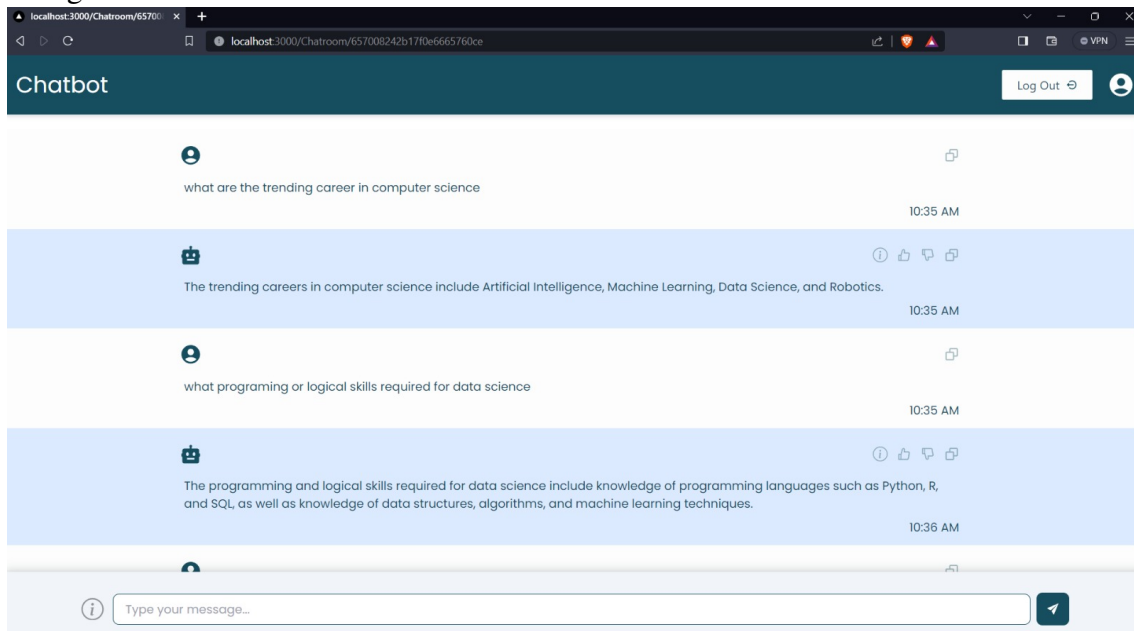 localhost:3000/Chatroom/65700
localhost:3000/Chatroom/657008242b17f0e6665760ce
VPN
Chatbot
Log Out
what are the trending career in computer science
10:35 AM
The trending careers in computer science include Artificial Intelligence, Machine Learning, Data Science, and Robotics.
10:35 AM
what programing or logical skills required for data science
10:35 AM
The programming and logical skills required for data science include knowledge of programming languages such as Python, R,
and SQL, as well as knowledge of data structures, algorithms, and machine learning techniques.
10:36 AM
Type your message...